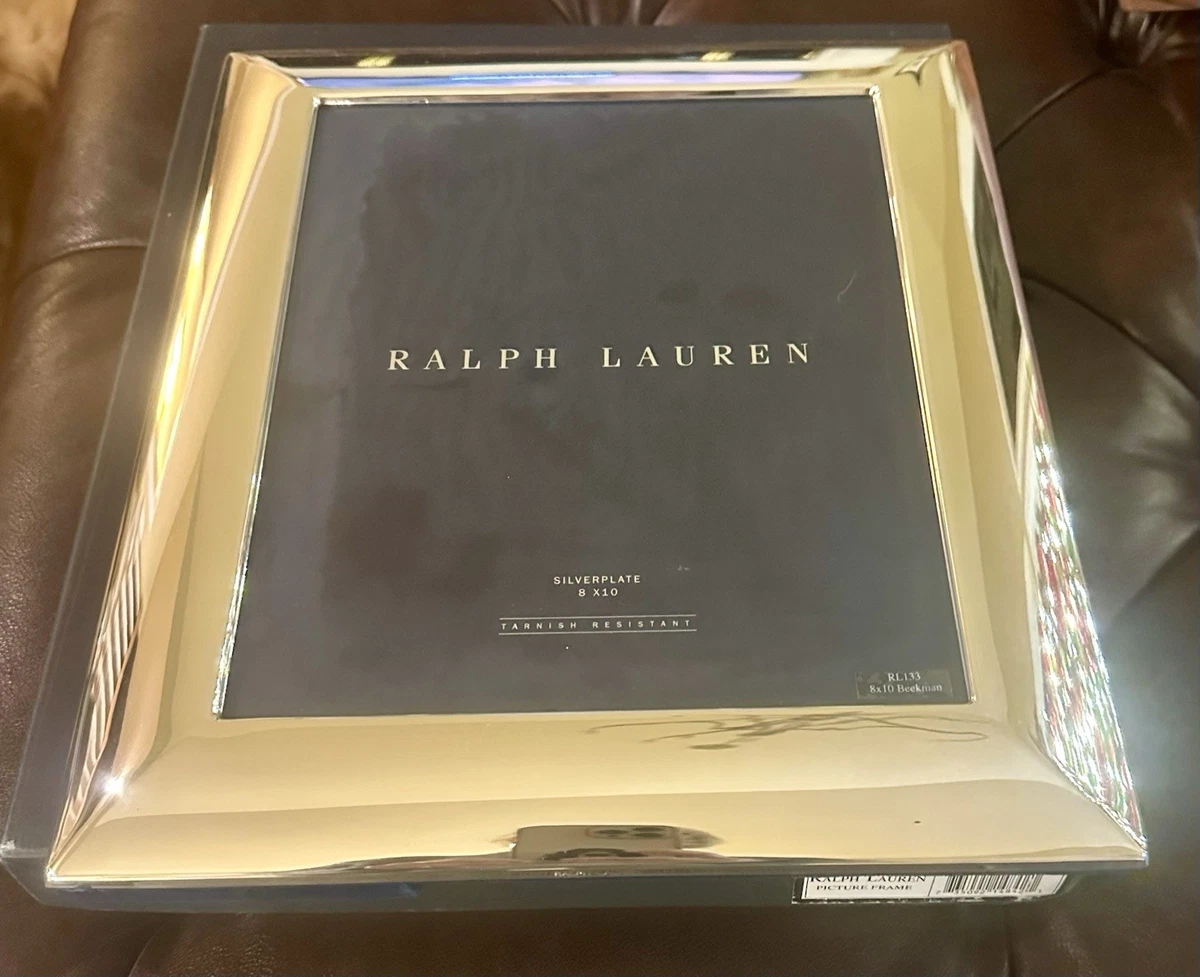 RALPH LAUREN
SILVERPLATE
8 X10
TARNISH RESISTANT
RL133
8x10 Beekman
RALPH LAUREN
PICTURE FRAME